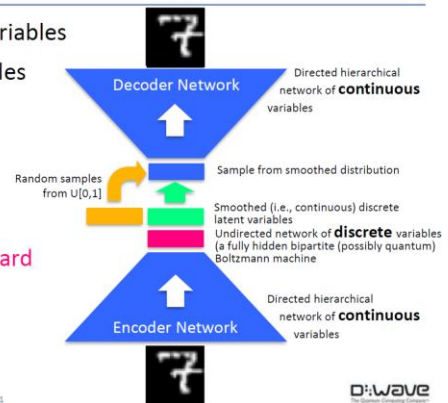 riables
les
ard
Decoder Network
Directed hierarchical
network of continuous
variables
Random samples
from U[0,1]
Sample from smoothed distribution
Smoothed (i.e., continuous) discrete
latent variables
Undirected network of discrete variables
(a fully hidden bipartite (possibly quantum)
Boltzmann machine
Directed hierarchical
network of continuous
variables
Encoder Network
D:wave
The Quantum Computing Company